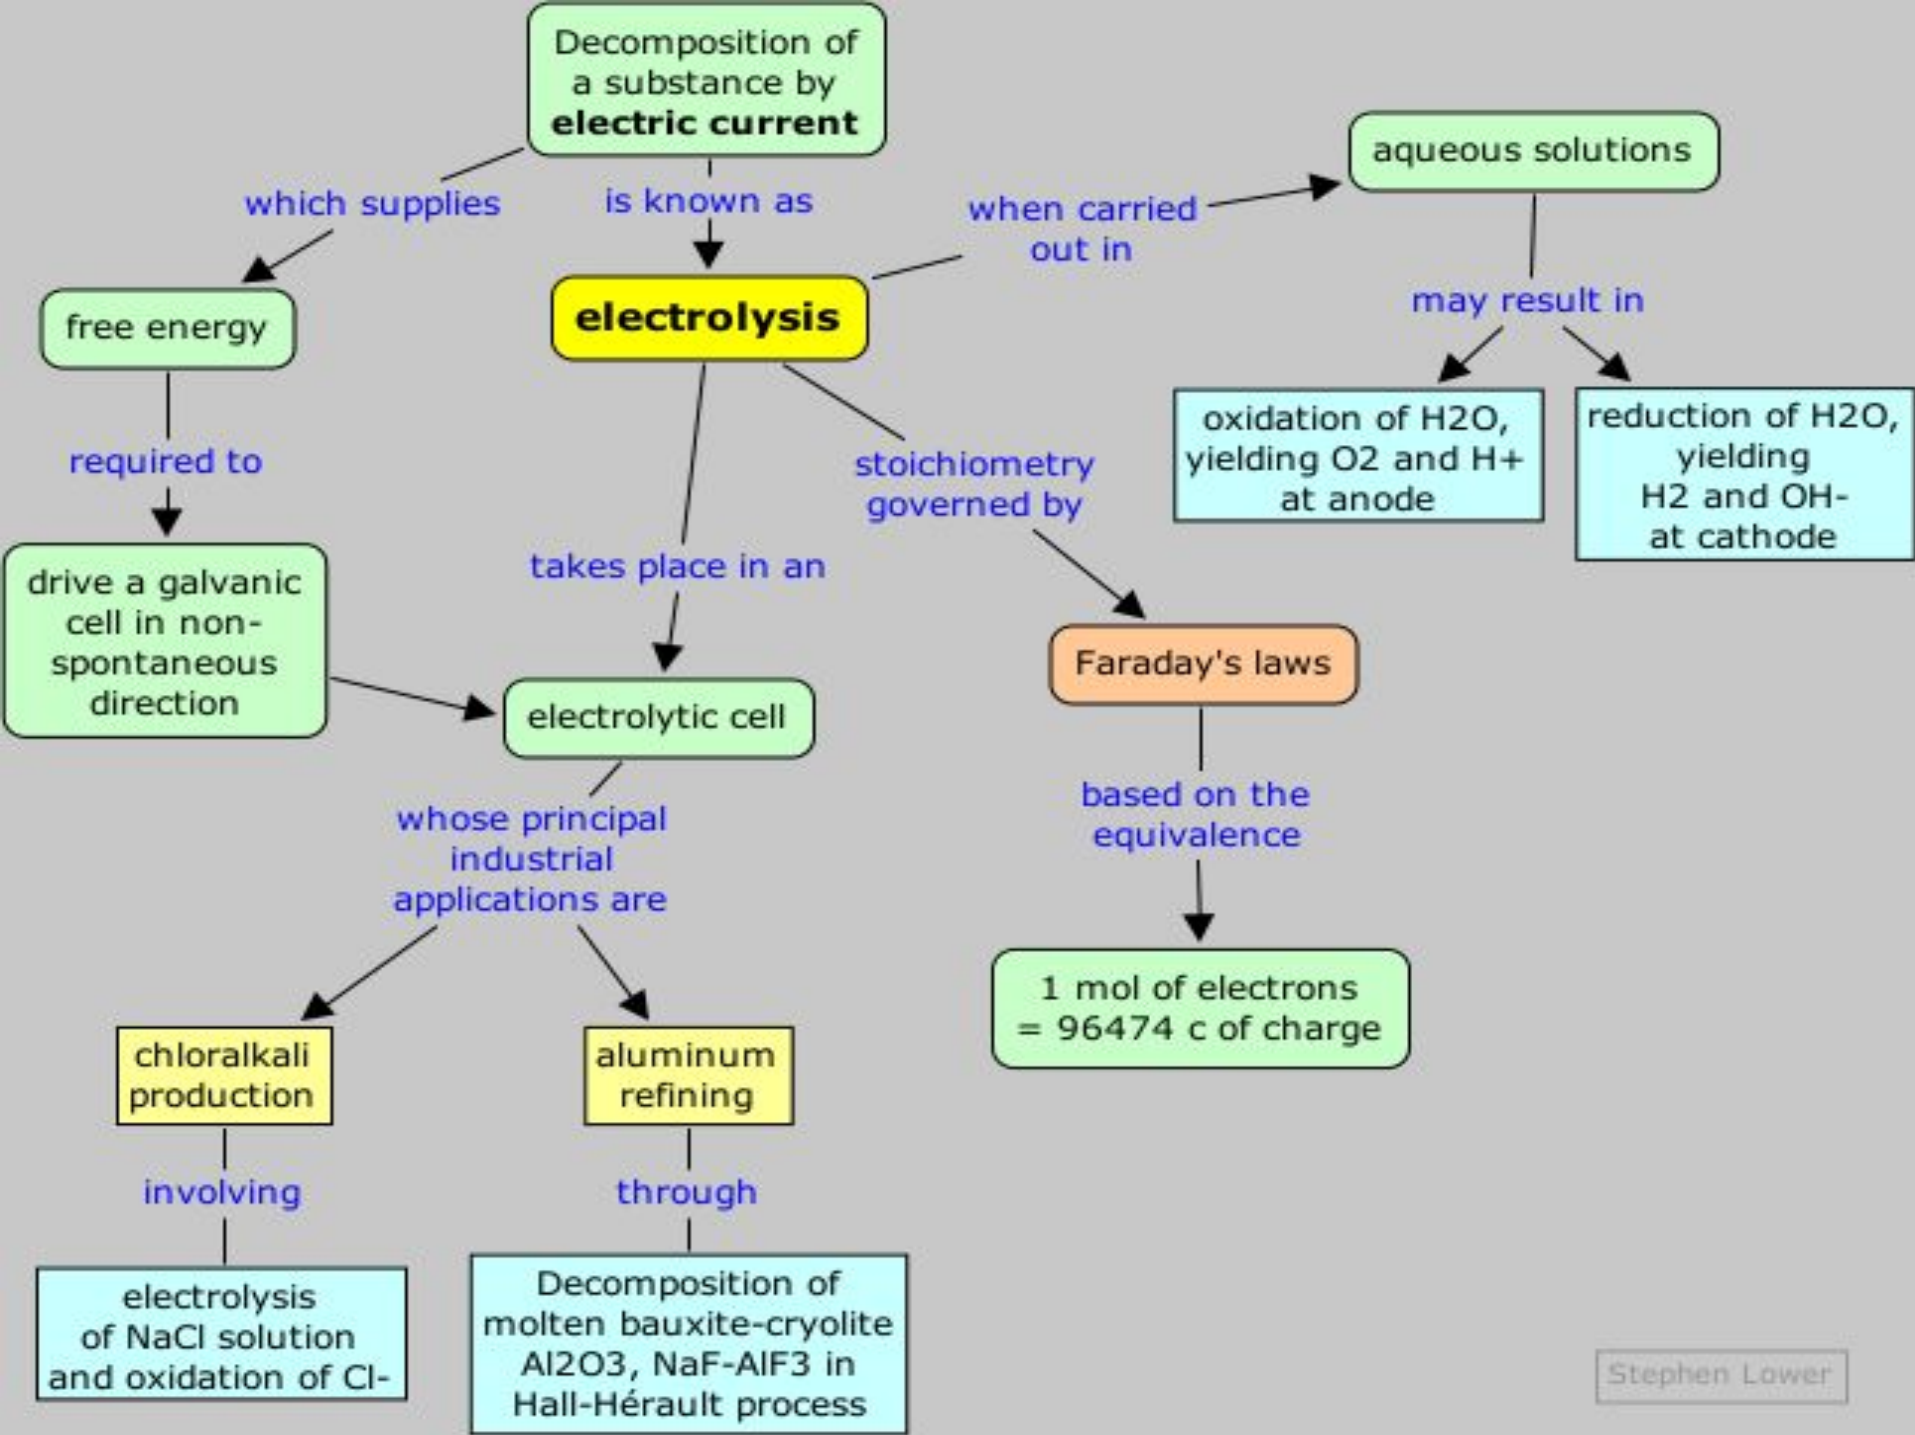 Decomposition of
a substance by
electric current
which supplies
is known as
when carried
out in
aqueous solutions
free energy
electrolysis
may result in
required to
stoichiometry
governed by
oxidation of H2O,
yielding O2 and H+
at anode
reduction of H2O,
yielding
H2 and OH-
at cathode
drive a galvanic
cell in non-
spontaneous
direction
takes place in an
Faraday's laws
electrolytic cell
whose principal
industrial
applications are
based on the
equivalence
1 mol of electrons
= 96474 c of charge
chloralkali
production
aluminum
refining
involving
through
electrolysis
of NaCl solution
and oxidation of Cl-
Decomposition of
molten bauxite-cryolite
Al2O3, NaF-AlF3 in
Hall-Hérault process
Stephen Lower